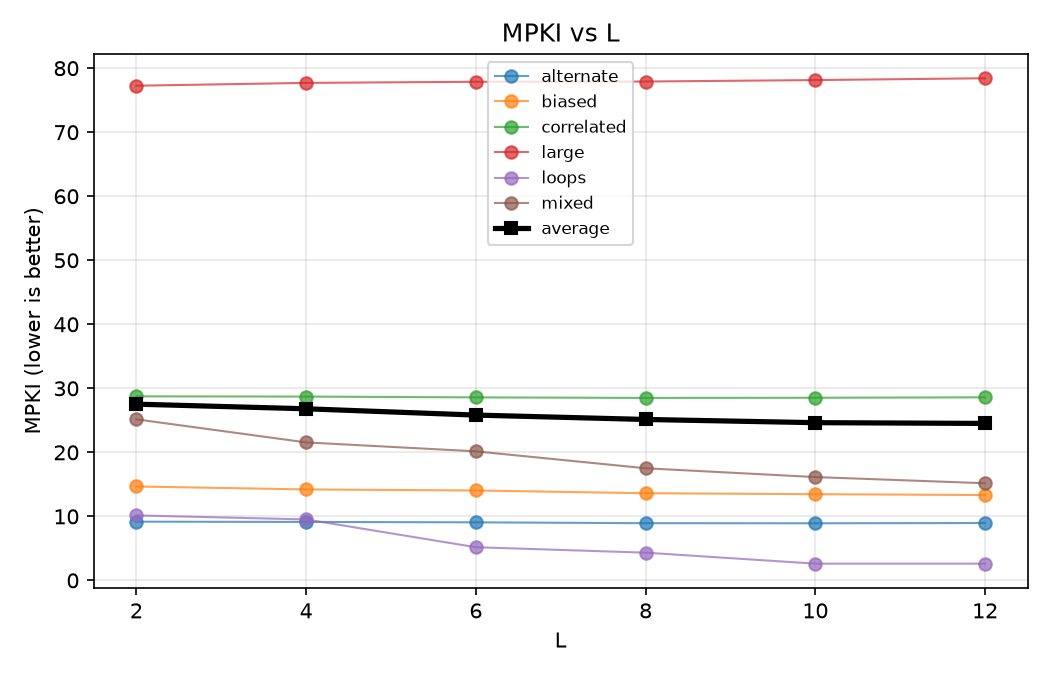 MPKI vs L
MPKI (lower is better)
80
70
60
50
40
30
20
10
0
alternate
biased
correlated
large
loops
mixed
average
2 4 6 8 10 12
L